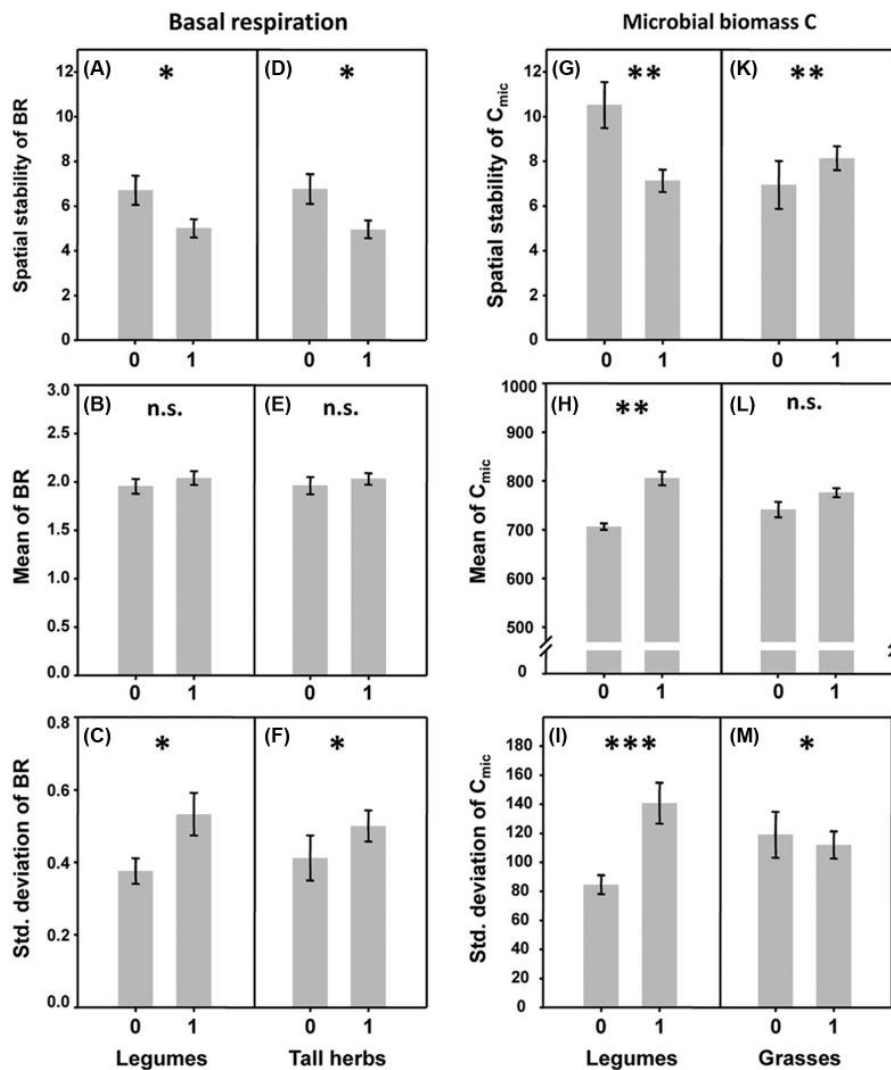 Basal respiration
Microbial biomass C
Spatial stability of BR
12
10
8
6
4
2
0
(A)
*
0 1
(D)
*
0 1
Spatial stability of Cmic
12
10
8
6
4
2
0
(G)
**
0 1
(K)
**
0 1
Mean of BR
3.0
2.5
2.0
1.5
1.0
0.5
0.0
(B)
n.s.
0 1
(E)
n.s.
0 1
Mean of Cmic
1000
900
800
700
600
500
0
(H)
**
0 1
(L)
n.s.
0 1
Std. deviation of BR
0.8
0.6
0.4
0.2
0.0
(C)
*
0 1
Legumes
(F)
*
0 1
Tall herbs
Std. deviation of Cmic
180
160
140
120
100
80
60
40
20
0
(I)
***
0 1
Legumes
(M)
*
0 1
Grasses